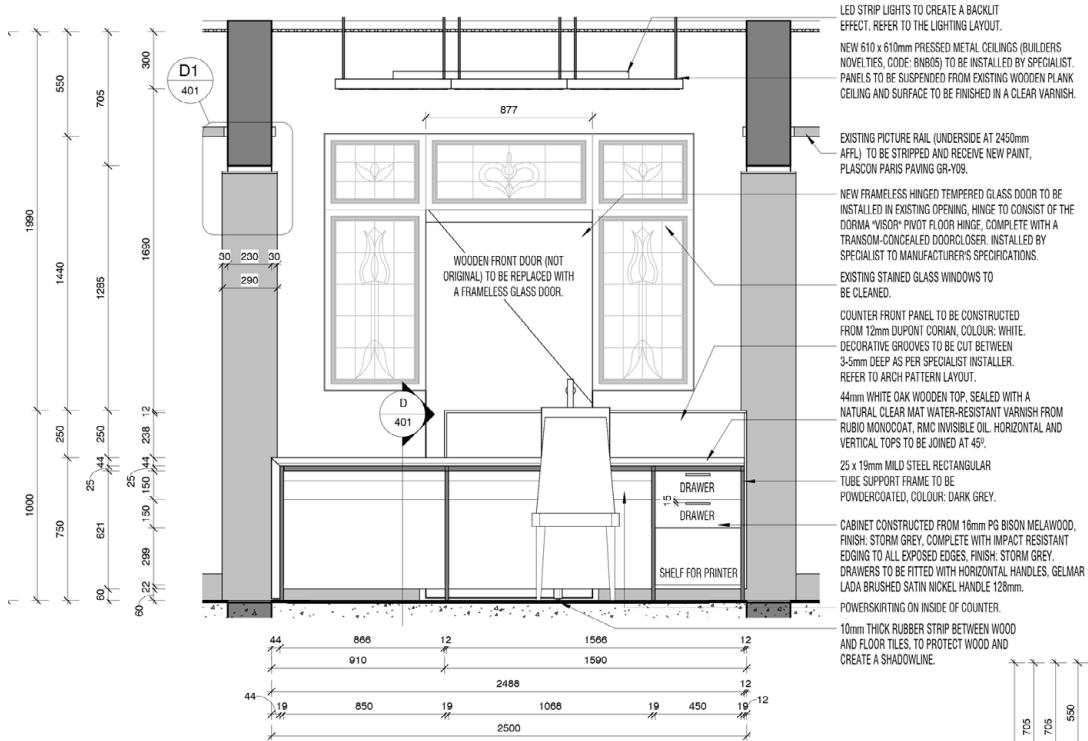 LED STRIP LIGHTS TO CREATE A BACKLIT
EFFECT. REFER TO THE LIGHTING LAYOUT.
NEW 610 x 610mm PRESSED METAL CEILINGS (BUILDERS
NOVELTIES, CODE: BNB05) TO BE INSTALLED BY SPECIALIST.
PANELS TO BE SUSPENDED FROM EXISTING WOODEN PLANK
CEILING AND SURFACE TO BE FINISHED IN A CLEAR VARNISH.
EXISTING PICTURE RAIL (UNDERSIDE AT 2450mm
AFFL) TO BE STRIPPED AND RECEIVE NEW PAINT,
PLASCON PARIS PAVING GR-Y09.
NEW FRAMELESS HINGED TEMPERED GLASS DOOR TO BE
INSTALLED IN EXISTING OPENING, HINGE TO CONSIST OF THE
DORMA "VISOR" PIVOT FLOOR HINGE, COMPLETE WITH A
TRANSOM-CONCEALED DOORCLOSER. INSTALLED BY
SPECIALIST TO MANUFACTURER'S SPECIFICATIONS.
EXISTING STAINED GLASS WINDOWS TO
BE CLEANED.
COUNTER FRONT PANEL TO BE CONSTRUCTED
FROM 12mm DUPONT CORIAN, COLOUR: WHITE.
DECORATIVE GROOVES TO BE CUT BETWEEN
3-5mm DEEP AS PER SPECIALIST INSTALLER.
REFER TO ARCH PATTERN LAYOUT.
44mm WHITE OAK WOODEN TOP, SEALED WITH A
NATURAL CLEAR MAT WATER-RESISTANT VARNISH FROM
RUBIO MONOCOAT, RMC INVISIBLE OIL. HORIZONTAL AND
VERTICAL TOPS TO BE JOINED AT 45⁰.
25 x 19mm MILD STEEL RECTANGULAR
TUBE SUPPORT FRAME TO BE
POWDERCOATED, COLOUR: DARK GREY.
CABINET CONSTRUCTED FROM 16mm PG BISON MELAWOOD,
FINISH: STORM GREY, COMPLETE WITH IMPACT RESISTANT
EDGING TO ALL EXPOSED EDGES, FINISH: STORM GREY.
DRAWERS TO BE FITTED WITH HORIZONTAL HANDLES, GELMAR
LADA BRUSHED SATIN NICKEL HANDLE 128mm.
POWERSKIRTING ON INSIDE OF COUNTER.
10mm THICK RUBBER STRIP BETWEEN WOOD
AND FLOOR TILES, TO PROTECT WOOD AND
CREATE A SHADOWLINE.
D1
401
877
WOODEN FRONT DOOR (NOT
ORIGINAL) TO BE REPLACED WITH
A FRAMELESS GLASS DOOR.
30 230 30
290
D
401
DRAWER
15
DRAWER
SHELF FOR PRINTER
1990
1000
550
1440
250
750
705
1285
250
44
25
621
60
300
1690
12
238
44
25
150
150
299
22
60
44 866 12 1566 12
910 1590
2488 12
44 19 850 19 1068 19 450 19 12
2500
705
705
550